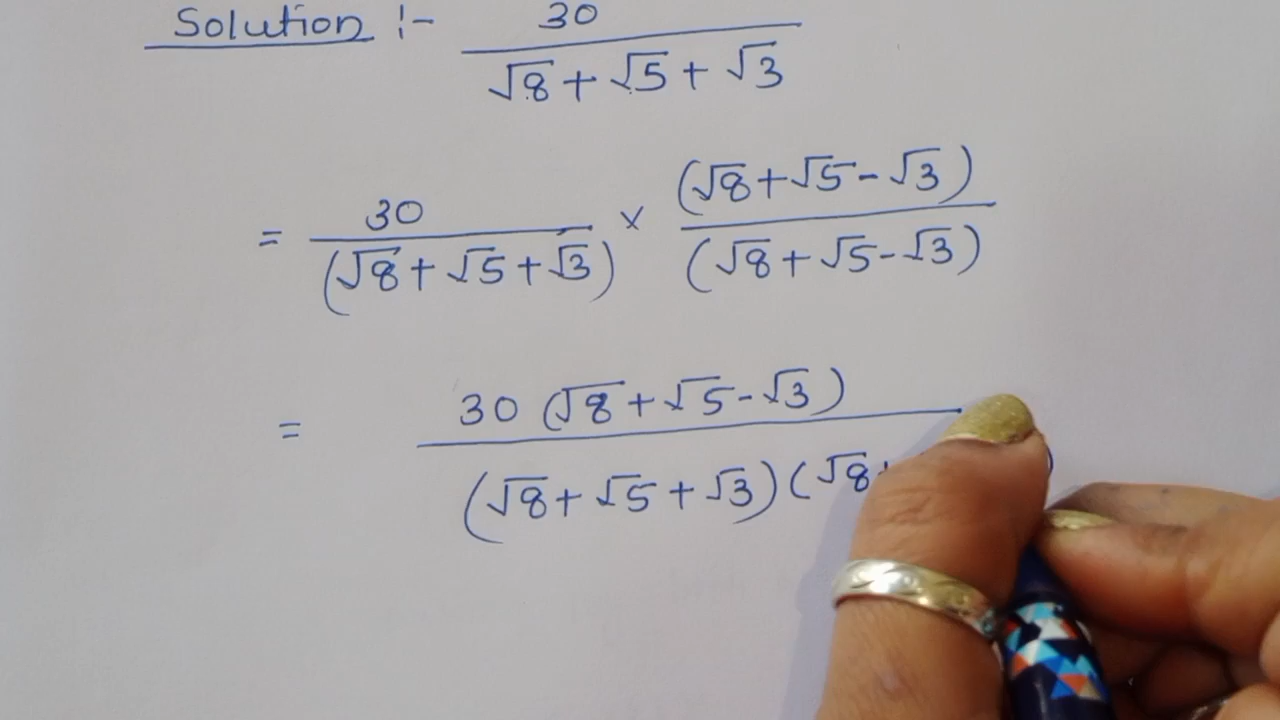 Solution :- 30
√8 + √5 + √3
= 30 × (√8 + √5 - √3)
(√8 + √5 + √3) (√8 + √5 - √3)
= 30 (√8 + √5 - √3)
(√8 + √5 + √3) (√8